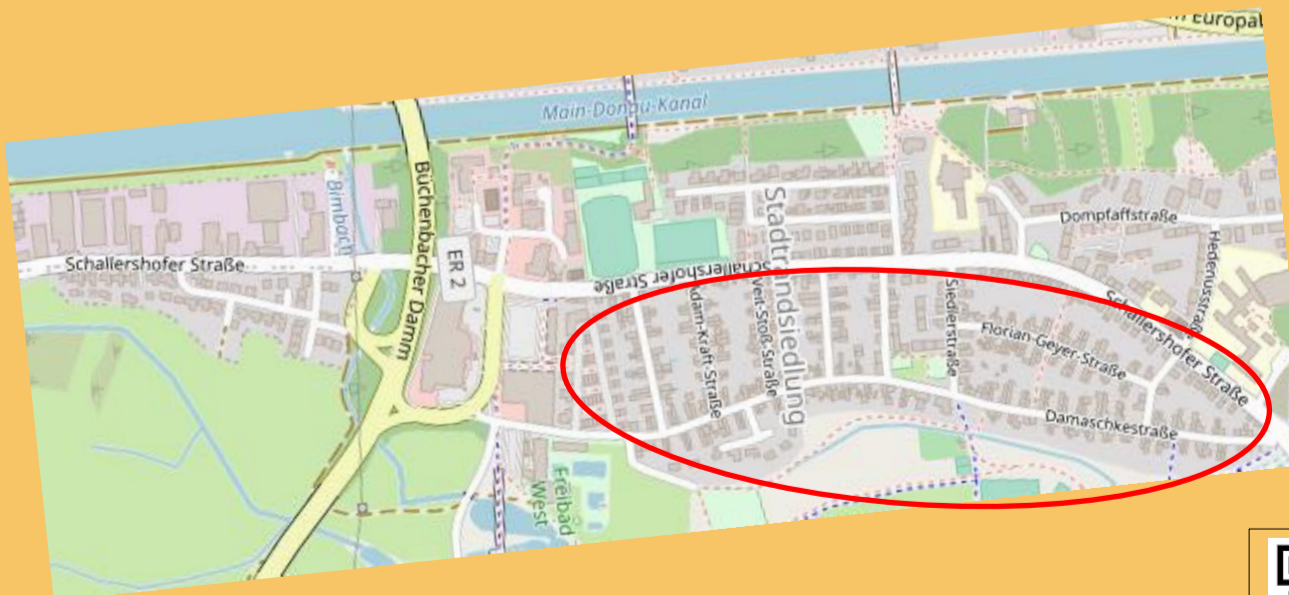 Europa
Main-Donau-Kanal
Bimbach
Büchenbacher Damm
Schallershofer Straße
ER 2
Schallershofer
Straße
Stadtrandsiedlung
Dompfaffstraße
Hedenusstraße
Adam-Kraft-Straße
Veit-Stoß-Straße
Siedlerstraße
Schallershofer Straße
Florian-Geyer-Straße
Damaschkestraße
Freibad
West